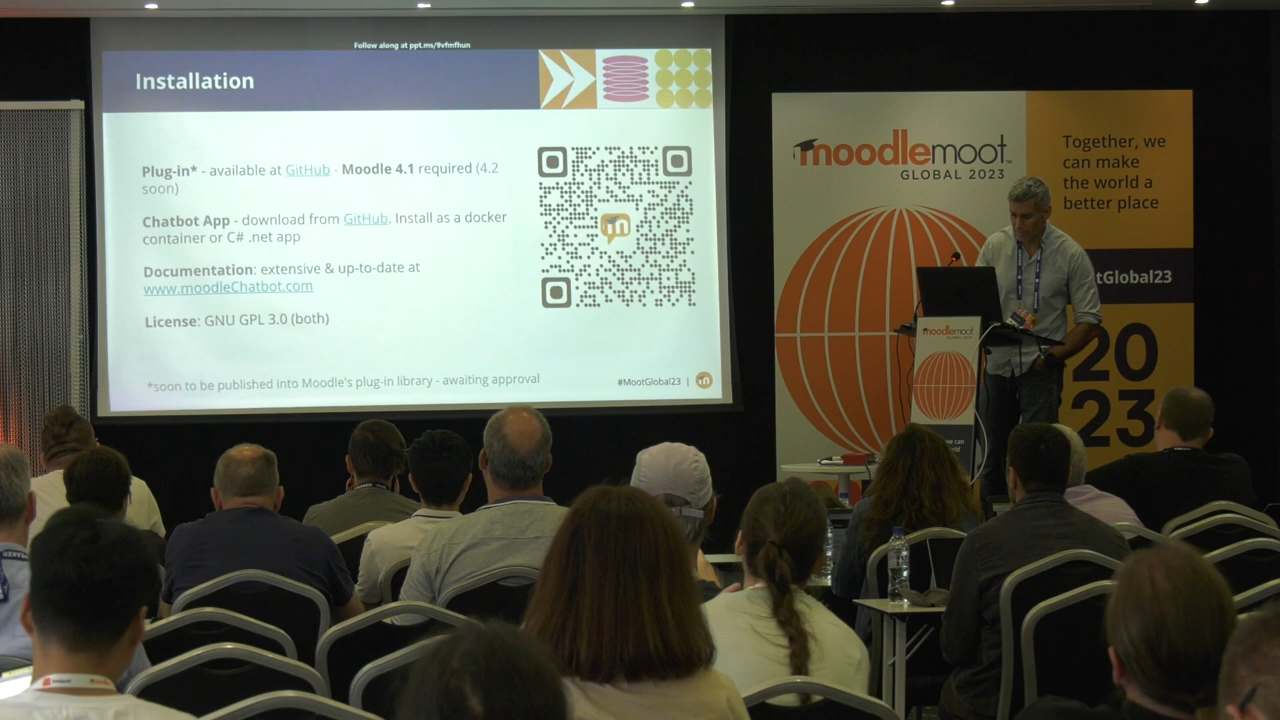 Follow along at ppt.ms/9vfmfhun
Installation
Plug-in* - available at GitHub - Moodle 4.1 required (4.2
soon)
Chatbot App - download from GitHub. Install as a docker
container or C# .net app
Documentation: extensive & up-to-date at
www.moodleChatbot.com
License: GNU GPL 3.0 (both)
*soon to be published into Moodle's plug-in library - awaiting approval
#MootGlobal23 |
moodlemoot
GLOBAL 2023
Together, we
can make
the world a
better place
tGlobal23
20
23
moodlemoot
GLOBAL 2023
we can